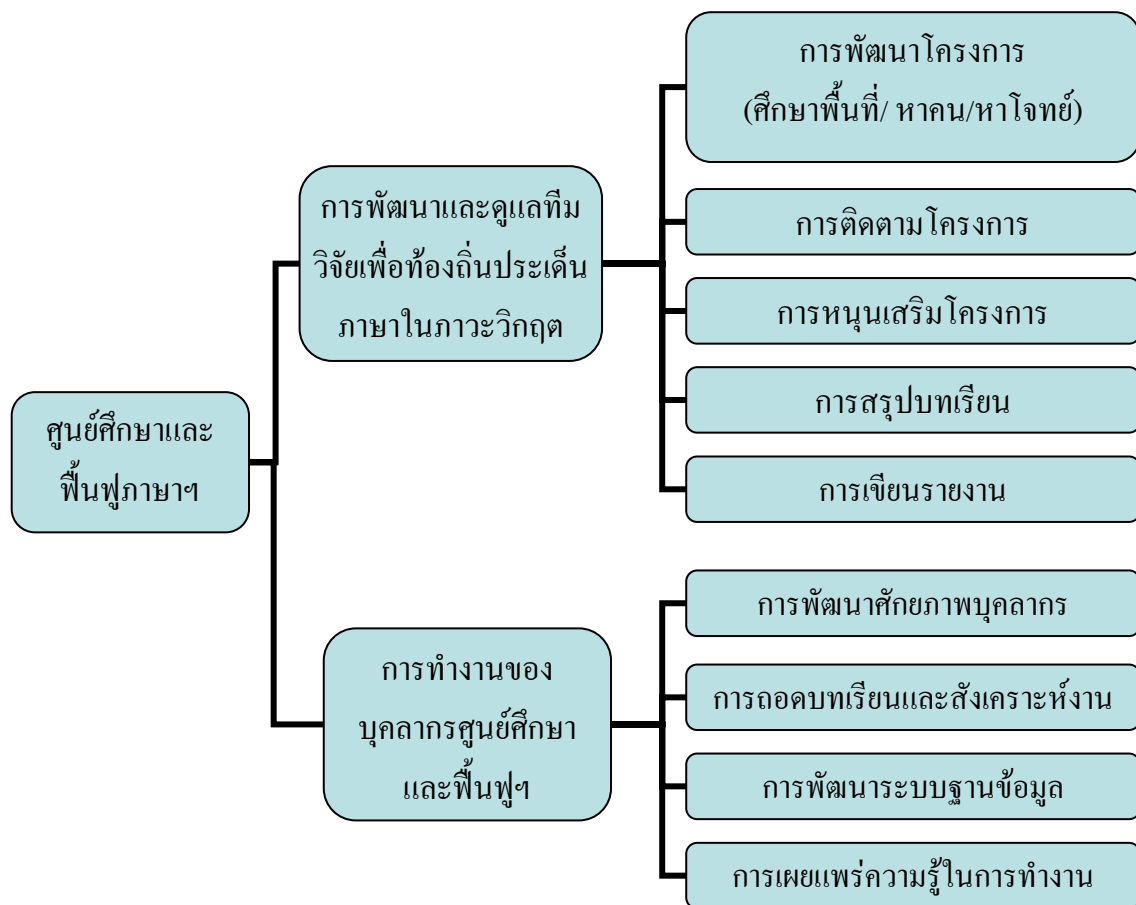 ศูนย์ศึกษาและ
ฟื้นฟูภาษาฯ
การพัฒนาและดูแลทีม
วิจัยเพื่อท้องถิ่นประเด็น
ภาษาในภาวะวิกฤต
การพัฒนาโครงการ
(ศึกษาพื้นที่/ หาคน/หาโจทย์)
การติดตามโครงการ
การหนุนเสริมโครงการ
การสรุปบทเรียน
การเขียนรายงาน
การทำงานของ
บุคลากรศูนย์ศึกษา
และฟื้นฟูฯ
การพัฒนาศักยภาพบุคลากร
การถอดบทเรียนและสังเคราะห์งาน
การพัฒนาระบบฐานข้อมูล
การเผยแพร่ความรู้ในการทำงาน